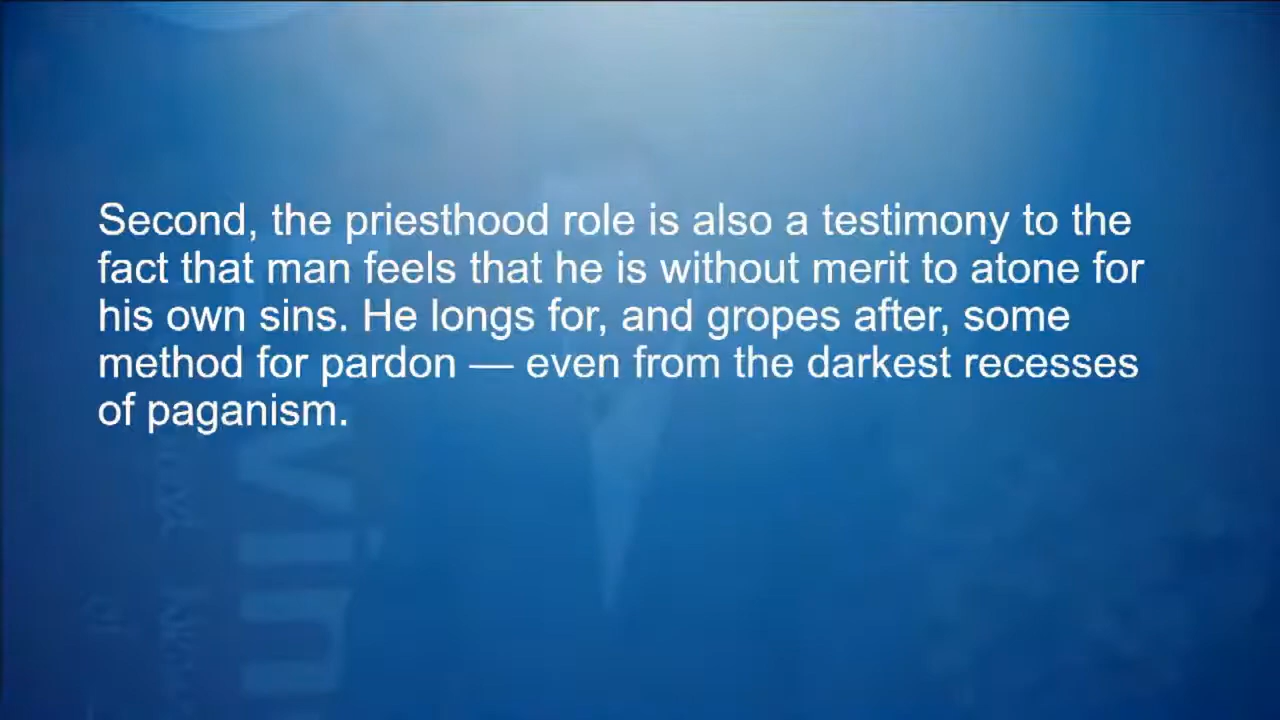 Second, the priesthood role is also a testimony to the
fact that man feels that he is without merit to atone for
his own sins. He longs for, and gropes after, some
method for pardon — even from the darkest recesses
of paganism.